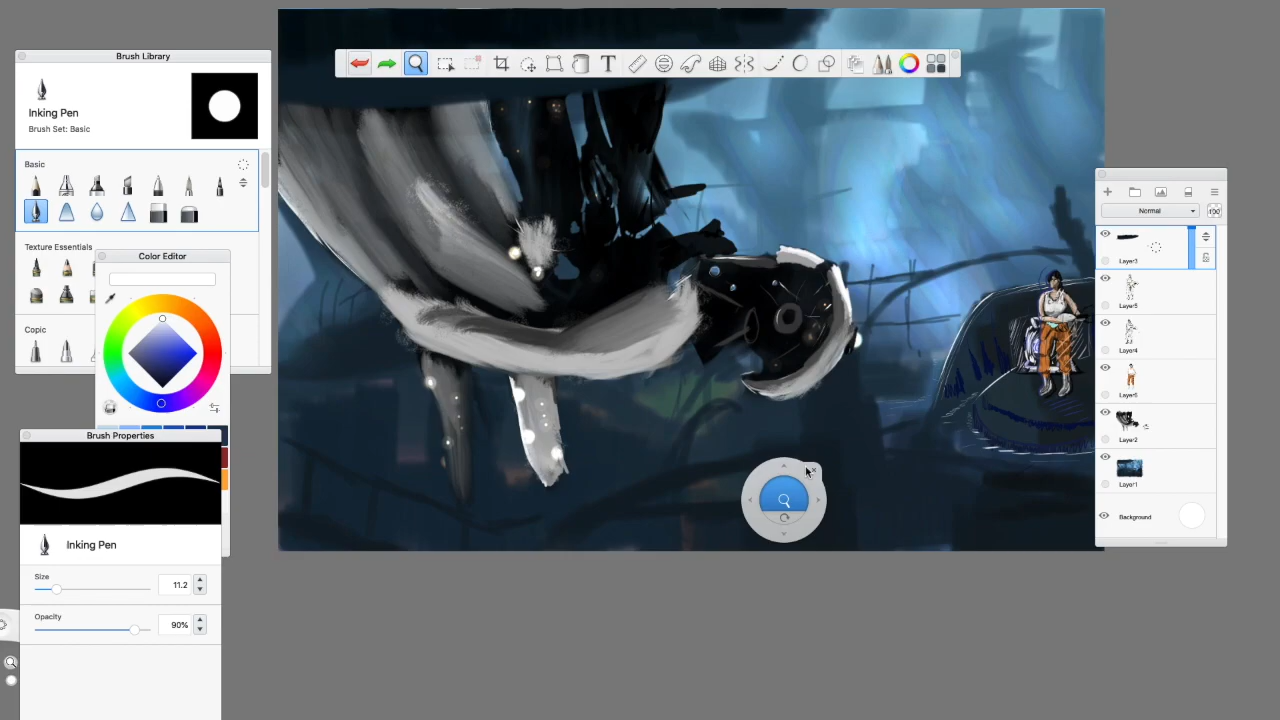 Brush Library
Inking Pen
Brush Set: Basic
Basic
Texture Essentials
Color Editor
Copic
Brush Properties
Inking Pen
Size
11.2
Opacity
90%
T
Normal
100
Layer3
Layer5
Layer4
Layer6
Layer2
Layer1
Background